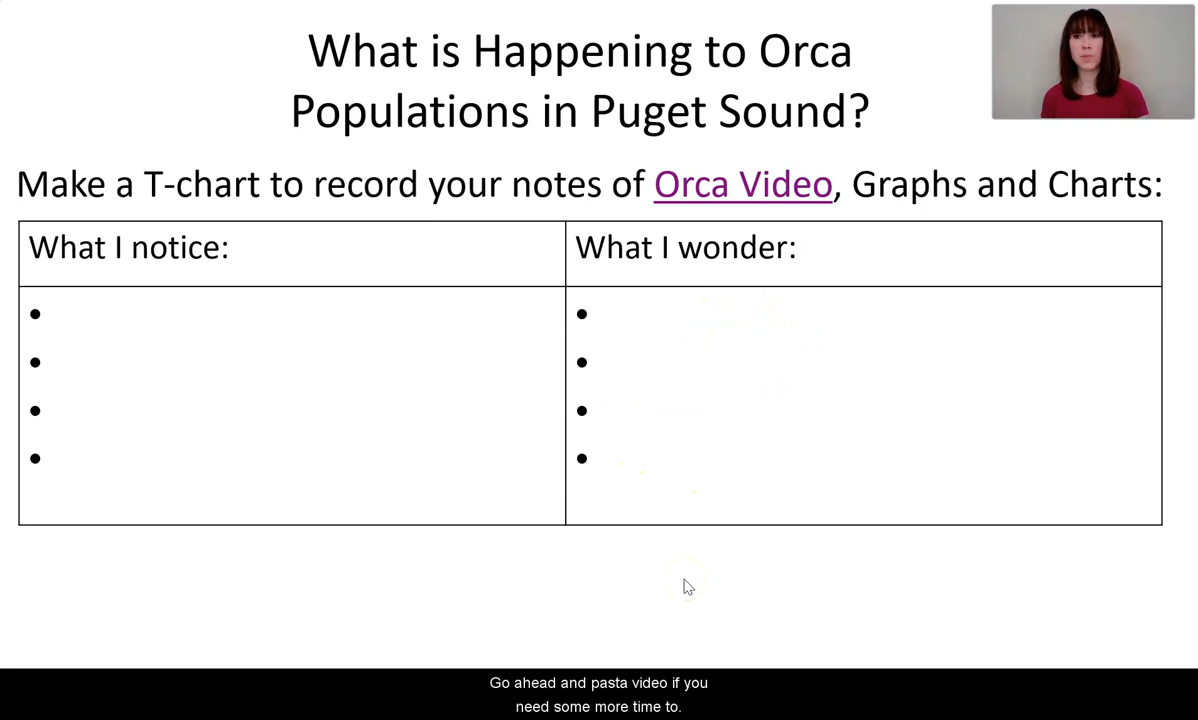 What is Happening to Orca
Populations in Puget Sound?
Make a T-chart to record your notes of Orca Video, Graphs and Charts:
What I notice:
What I wonder:
•
•
•
•
•
•
•
•
Go ahead and pasta video if you
need some more time to.